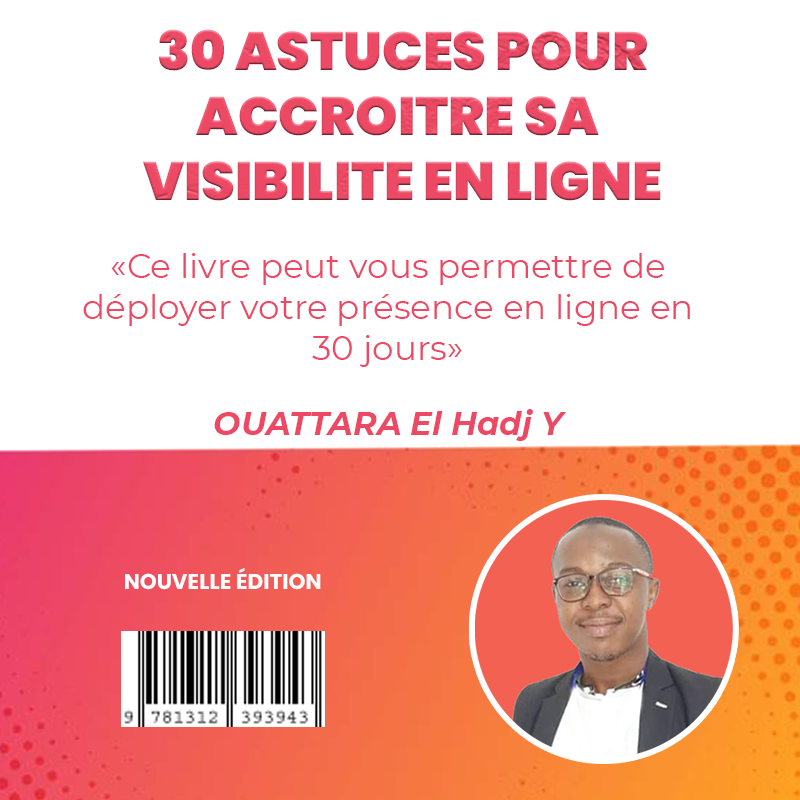 30 ASTUCES POUR
ACCROITRE SA
VISIBILITE EN LIGNE
«Ce livre peut vous permettre de
déployer votre présence en ligne en
30 jours»
OUATTARA El Hadj Y
NOUVELLE ÉDITION
9 781312 393943